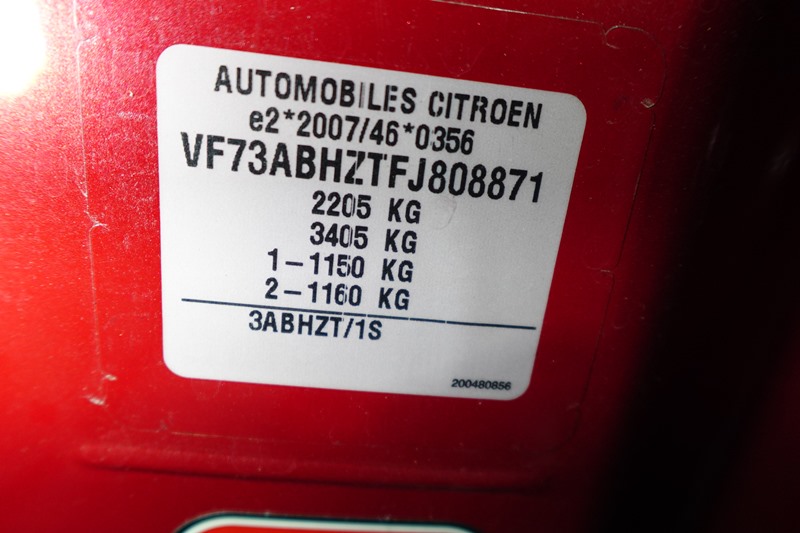 AUTOMOBILES CITROEN
e2*2007/46*0356
VF73ABHZTFJ808871
2205 KG
3405 KG
1-1150 KG
2-1160 KG
3ABHZT/1S
200480856